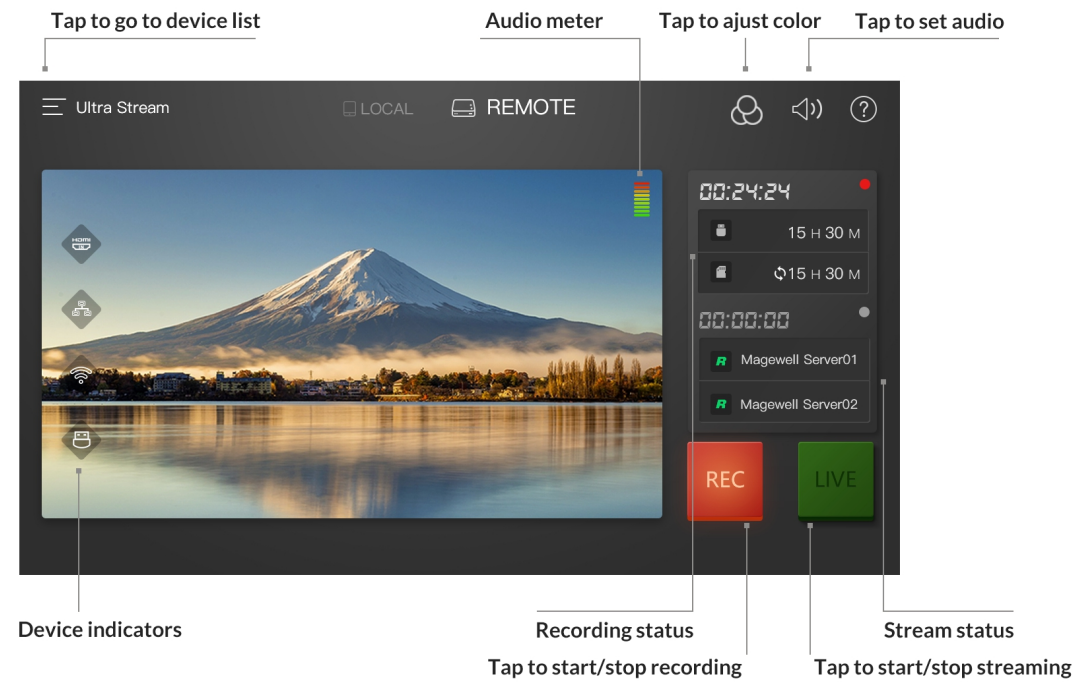 Tap to go to device list
Audio meter
Tap to ajust color
Tap to set audio
Ultra Stream
LOCAL
REMOTE
?
00:24:24
HDMI
15 H 30 M
15 H 30 M
00:00:00
R Magewell Server01
R Magewell Server02
REC
LIVE
Device indicators
Recording status
Stream status
Tap to start/stop recording
Tap to start/stop streaming